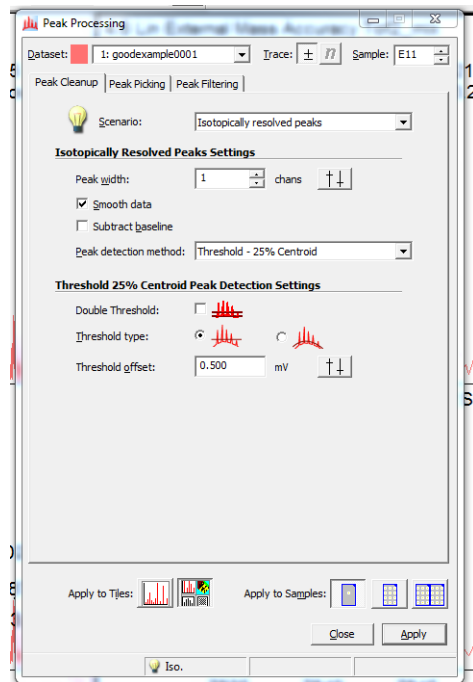 Peak Processing
Dataset: 1: goodexample0001 Trace: ± n Sample: E11
Peak Cleanup Peak Picking Peak Filtering
Scenario: Isotopically resolved peaks
Isotopically Resolved Peaks Settings
Peak width: 1 chans
Smooth data
Subtract baseline
Peak detection method: Threshold - 25% Centroid
Threshold 25% Centroid Peak Detection Settings
Double Threshold:
Threshold type:
Threshold offset: 0.500 mV
Apply to Tiles: Apply to Samples:
Close Apply
Iso.